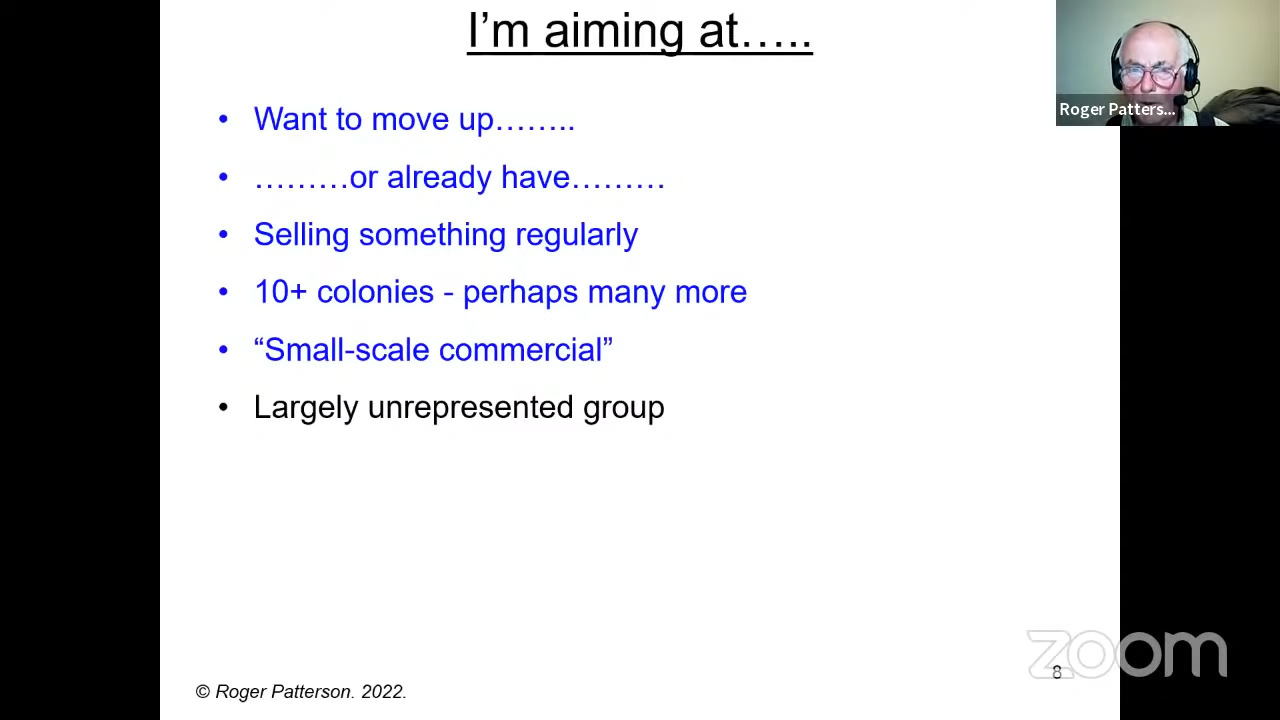 I’m aiming at…..
Roger Patters...
• Want to move up……..
• ………or already have………
• Selling something regularly
• 10+ colonies - perhaps many more
• “Small-scale commercial”
• Largely unrepresented group
zoom
8
© Roger Patterson. 2022.